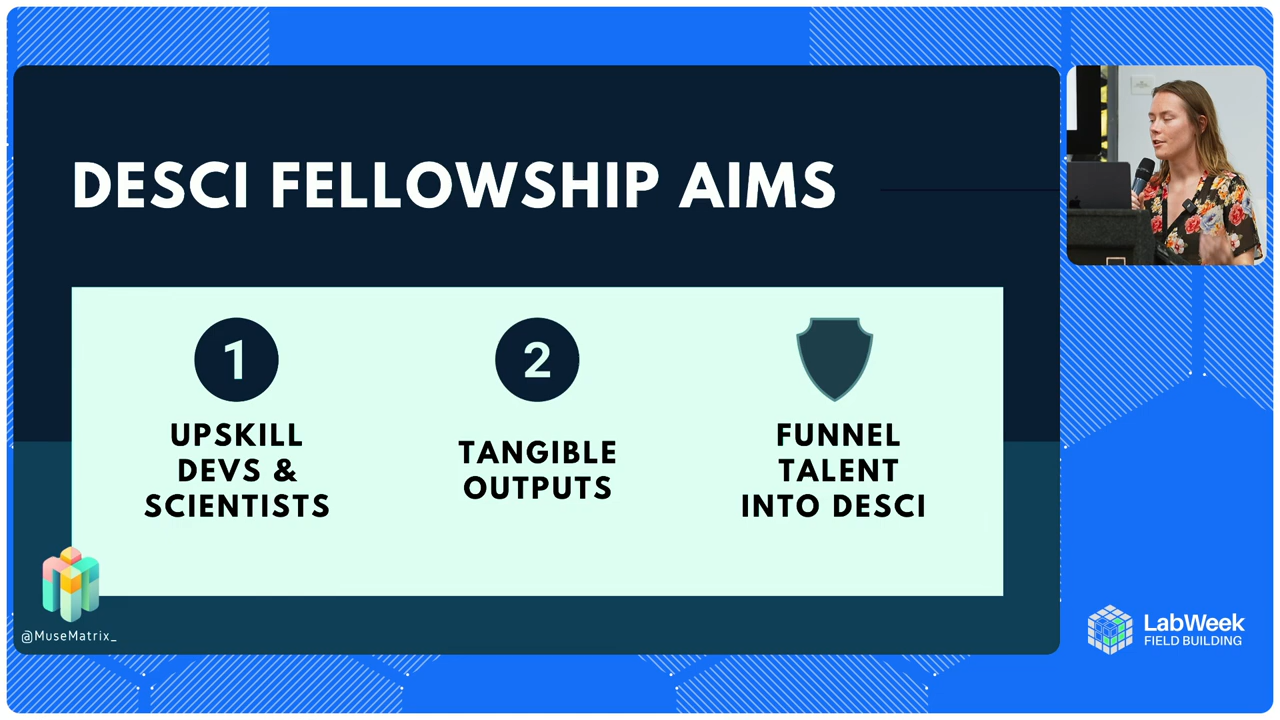 DESCI FELLOWSHIP AIMS
1
UPSKILL
DEVS &
SCIENTISTS
2
TANGIBLE
OUTPUTS
FUNNEL
TALENT
INTO DESCI
@MuseMatrix_
LabWeek
FIELD BUILDING